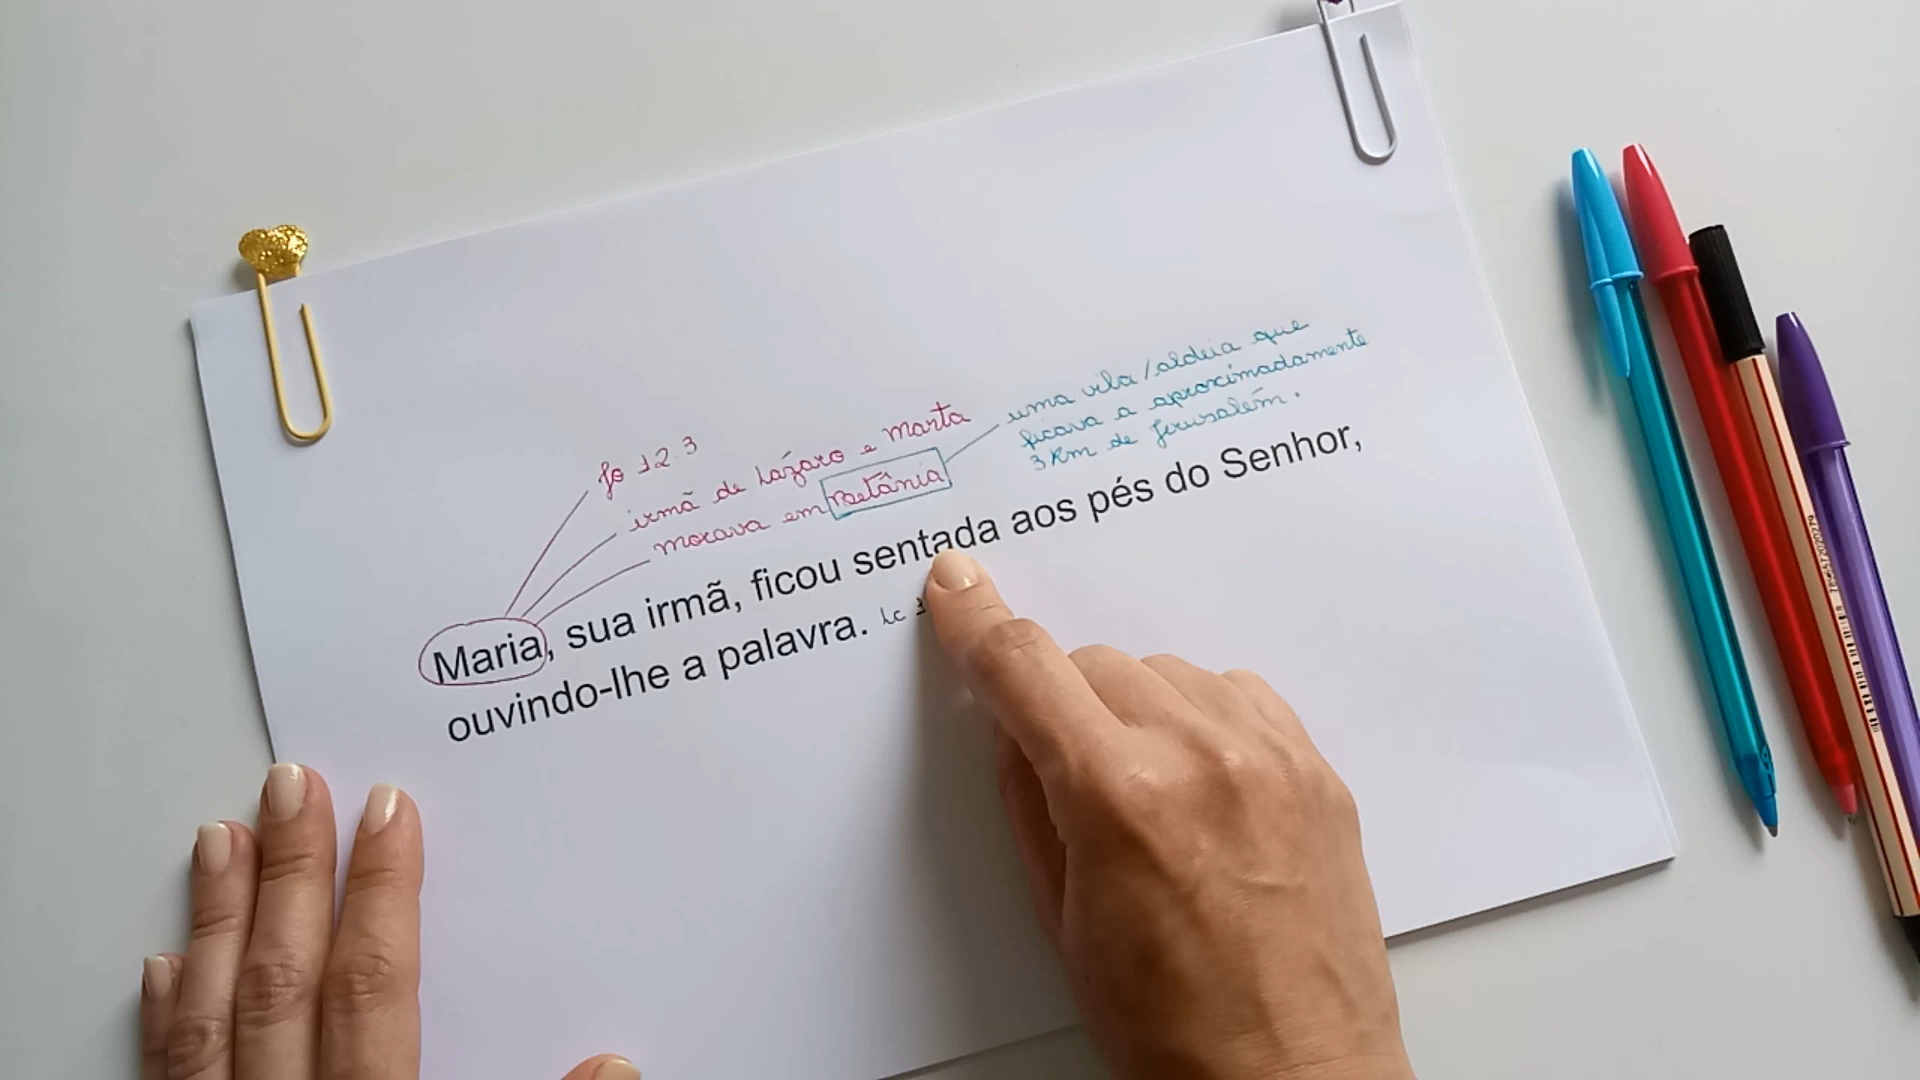 uma vila/aldeia que
ficava a aproximadamente
3 Km de Jerusalém.
Jo 12.3
irmã de Lázaro e Marta
morava em Betânia
Maria, sua irmã, ficou sentada aos pés do Senhor,
ouvindo-lhe a palavra. Lc